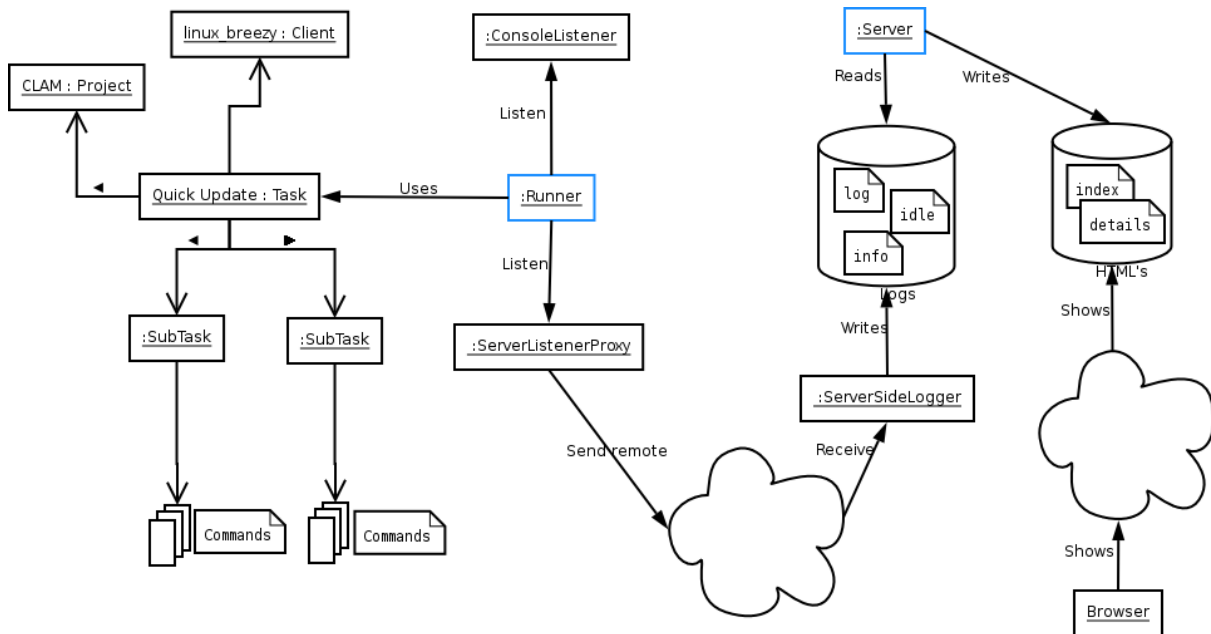 linux_breezy : Client
:ConsoleListener
:Server
CLAM : Project
Reads
Writes
Listen
Quick Update : Task
Uses
:Runner
log
idle
info
index
details
Listen
HTML's
Logs
:SubTask
:SubTask
:ServerListenerProxy
Writes
Shows
:ServerSideLogger
Send remote
Receive
Commands
Commands
Shows
Browser